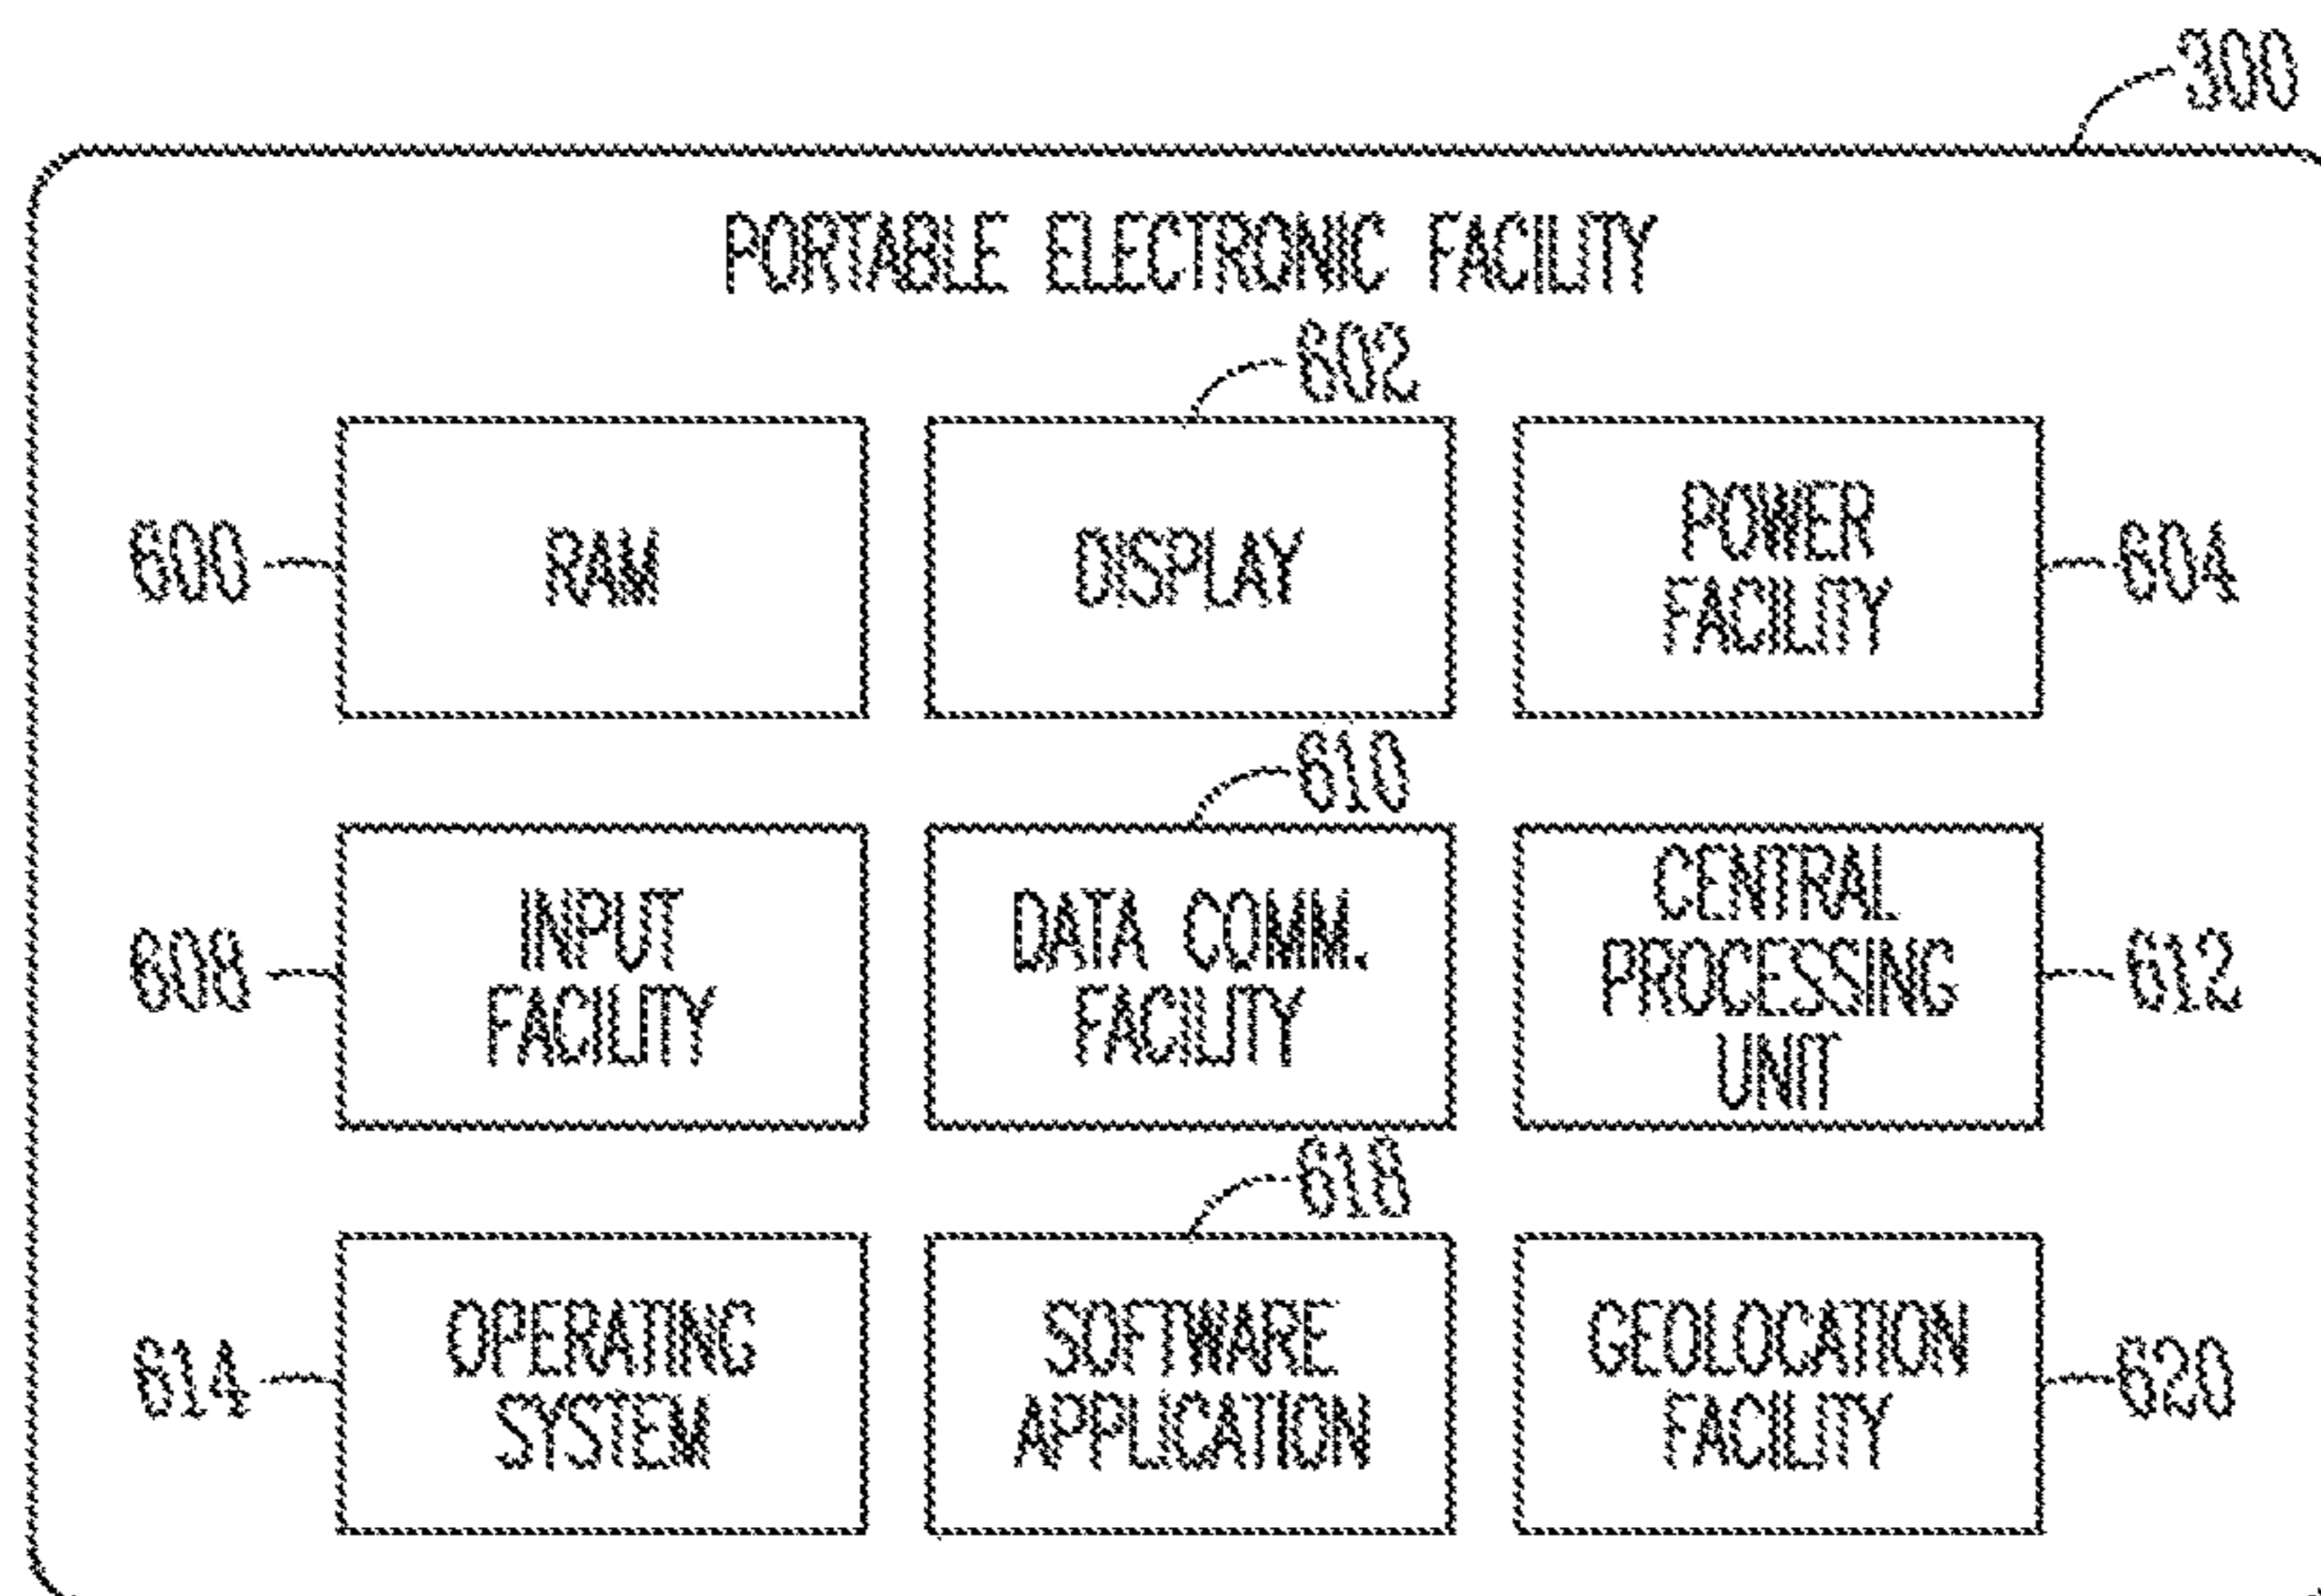 300
PORTABLE ELECTRONIC FACILITY
602
600
RAM
DISPLAY
POWER
FACILITY
604
610
608
INPUT
FACILITY
DATA COMM.
FACILITY
CENTRAL
PROCESSING
UNIT
612
618
614
OPERATING
SYSTEM
SOFTWARE
APPLICATION
GEOLOCATION
FACILITY
620